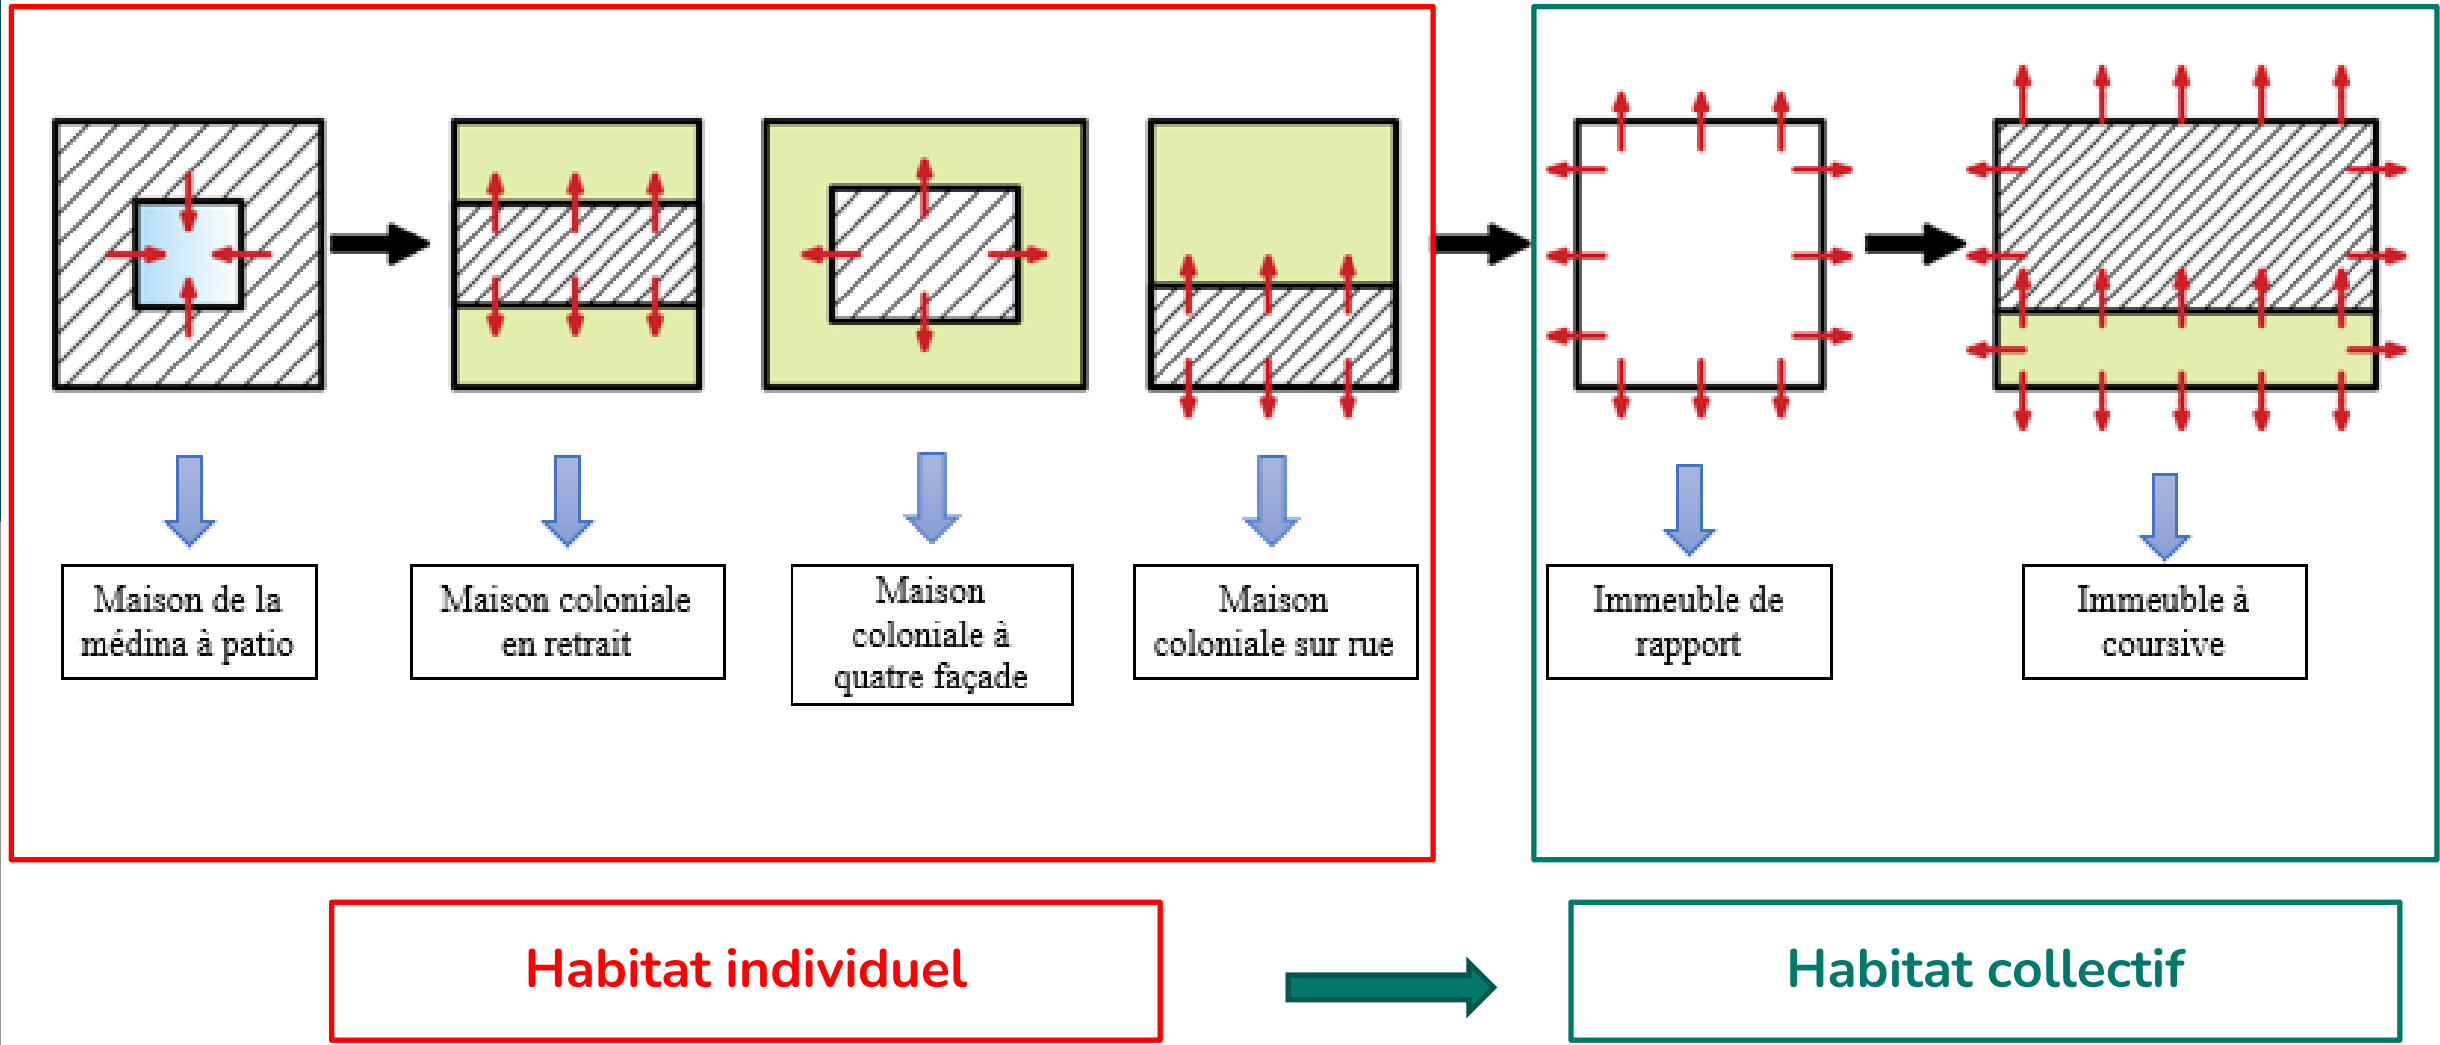 Maison de la
médina à patio
Maison coloniale
en retrait
Maison
coloniale à
quatre façade
Maison
coloniale sur rue
Immeuble de
rapport
Immeuble à
coursive
Habitat individuel
Habitat collectif